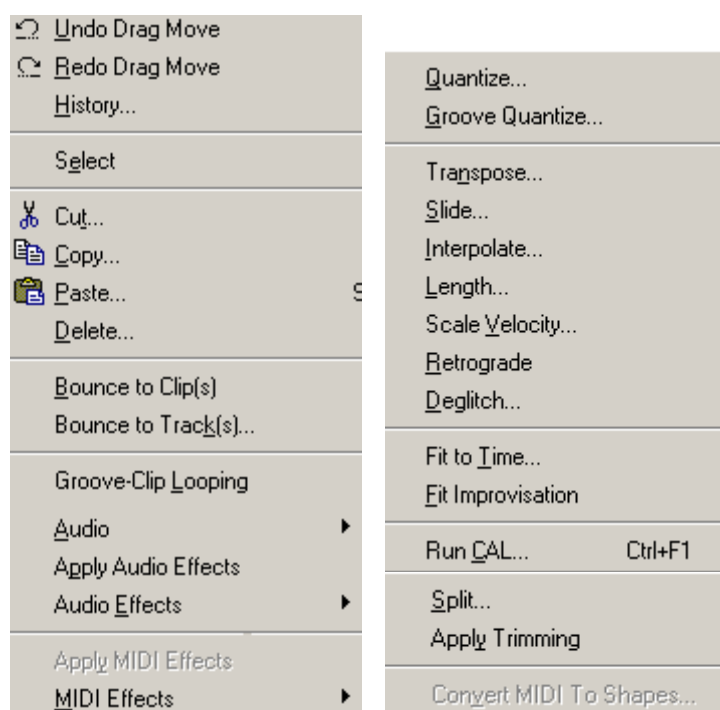 Undo Drag Move
Redo Drag Move
History...
Select
Cut...
Copy...
Paste...
Delete...
Bounce to Clip(s)
Bounce to Track(s)...
Groove-Clip Looping
Audio
Apply Audio Effects
Audio Effects
Apply MIDI Effects
MIDI Effects
Quantize...
Groove Quantize...
Transpose...
Slide...
Interpolate...
Length...
Scale Velocity...
Retrograde
Deglitch...
Fit to Time...
Fit Improvisation
Run CAL... Ctrl+F1
Split...
Apply Trimming
Convert MIDI To Shapes...